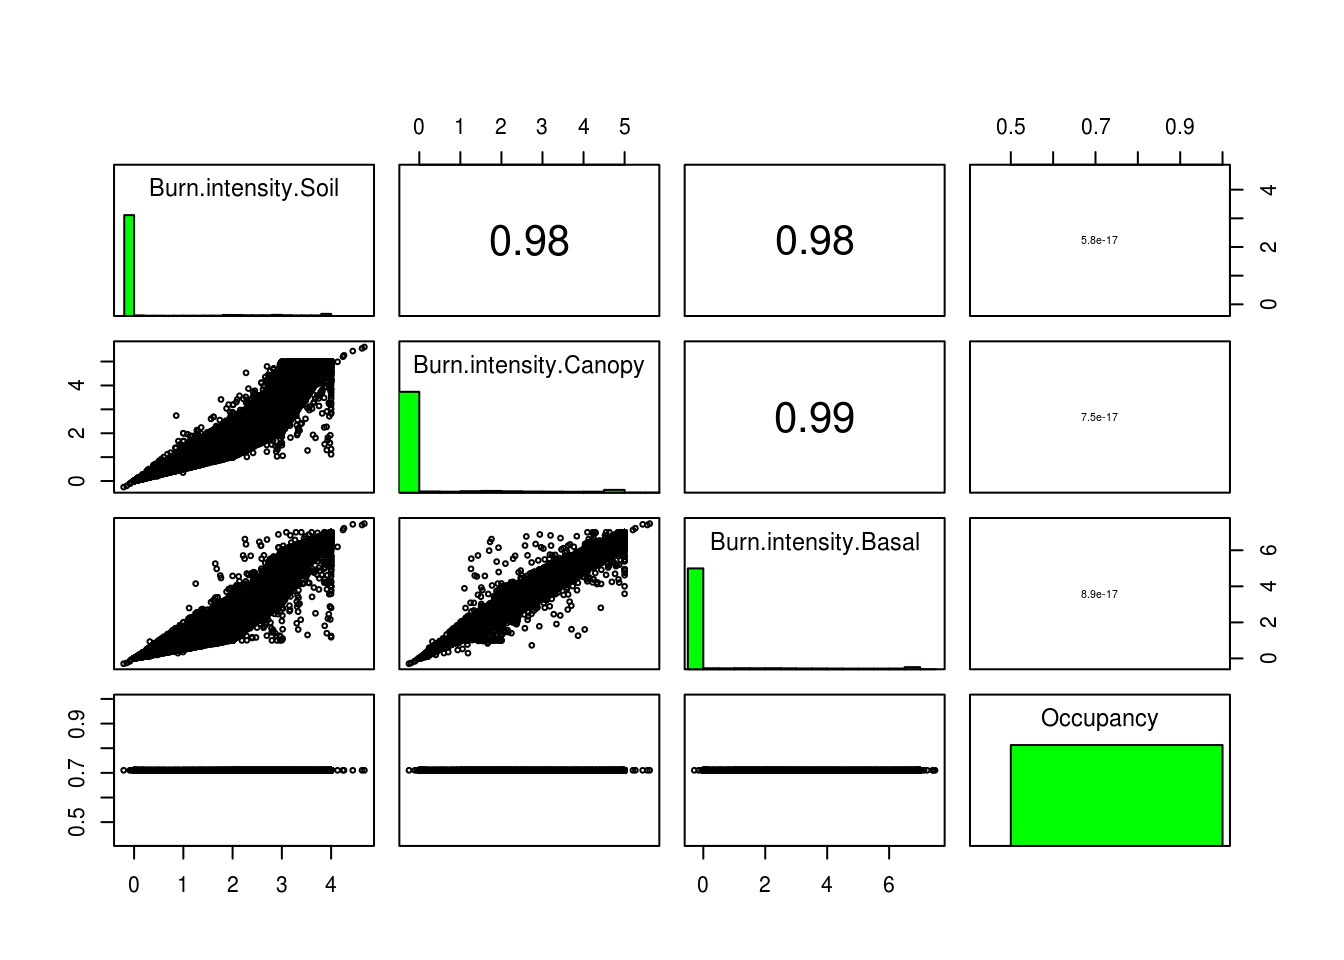 0 1 2 3 4 5
0.5 0.7 0.9
Burn.intensity.Soil
0.98
0.98
5.8e-17
4
2
0
4
2
0
Burn.intensity.Canopy
0.99
7.5e-17
Burn.intensity.Basal
8.9e-17
6
4
2
0
0.9
0.7
0.5
Occupancy
0 1 2 3 4
0 2 4 6